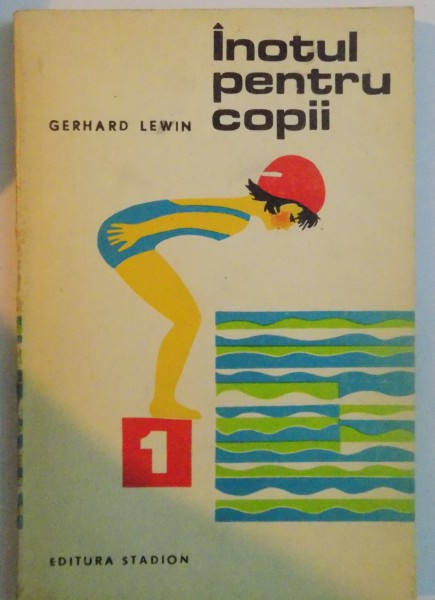 Înotul
pentru
copii
GERHARD LEWIN
1
EDITURA STADION